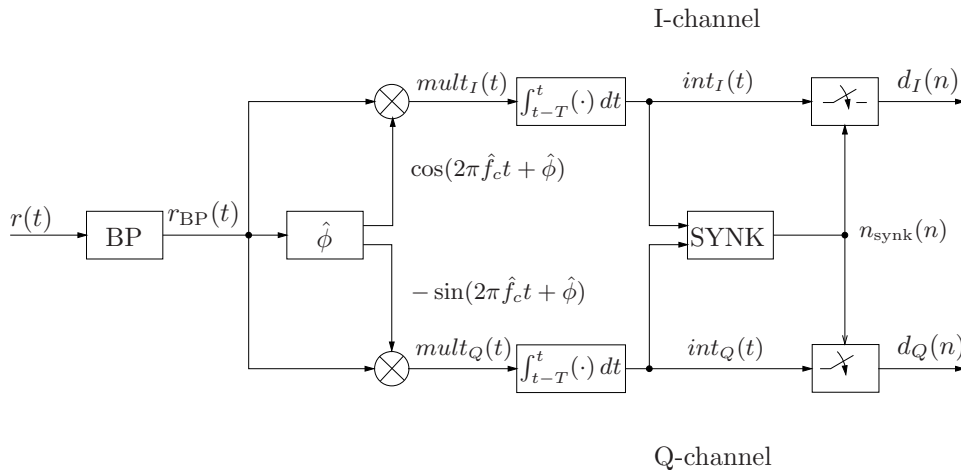 I-channel
mult_I(t)
∫_{t−T}^{t}(·) dt
int_I(t)
d_I(n)
cos(2πf̂_c t + ϕ̂)
r(t)
BP
r_BP(t)
ϕ̂
SYNK
n_synk(n)
− sin(2πf̂_c t + ϕ̂)
mult_Q(t)
∫_{t−T}^{t}(·) dt
int_Q(t)
d_Q(n)
Q-channel